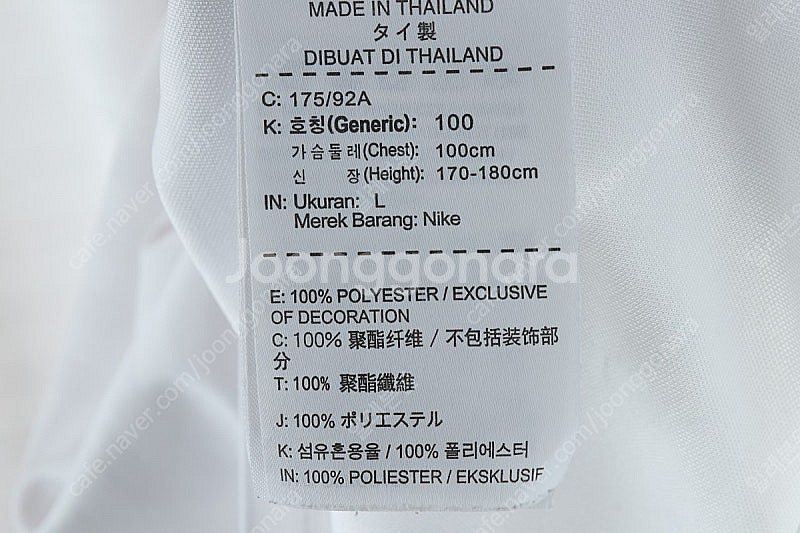 MADE IN THAILAND
タイ製
DIBUAT DI THAILAND
C: 175/92A
K: 호칭(Generic): 100
가슴둘레(Chest): 100cm
신 장(Height): 170-180cm
IN: Ukuran: L
Merek Barang: Nike
Joonggonara
E: 100% POLYESTER / EXCLUSIVE
OF DECORATION
C: 100% 聚酯纤维 / 不包括装饰部
分
T: 100% 聚酯纖維
J: 100% ポリエステル
K: 섬유혼용율 / 100% 폴리에스터
IN: 100% POLIESTER / EKSKLUSIF